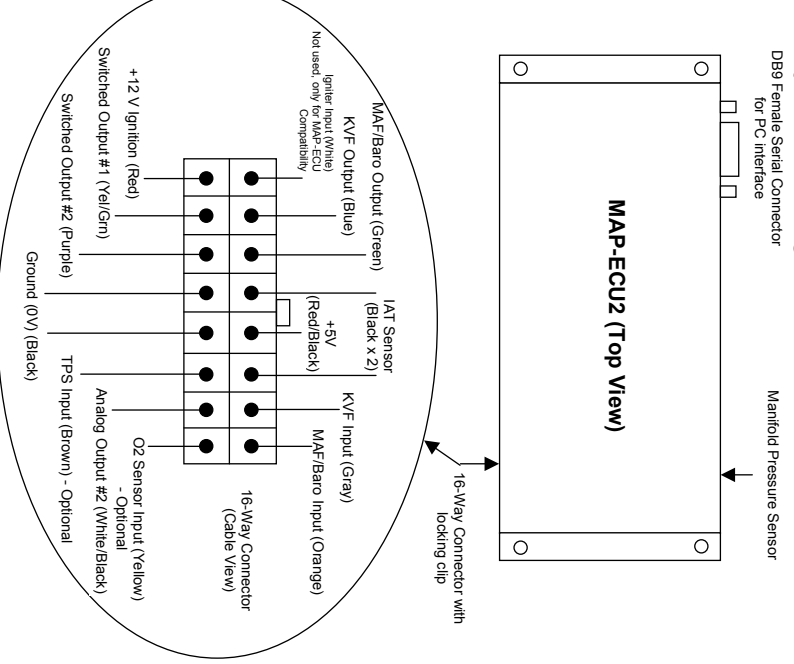 DB9 Female Serial Connector
for PC interface
Manifold Pressure Sensor
MAP-ECU2 (Top View)
16-Way Connector with
locking clip
MAF/Baro Output (Green)
KVF Output (Blue)
Igniter Input (White)
Not used, only for MAP-ECU
Compatibility
IAT Sensor
(Black x 2)
+5V
(Red/Black)
KVF Input (Gray)
MAF/Baro Input (Orange)
16-Way Connector
(Cable View)
+12 V Ignition (Red)
Switched Output #1 (Yel/Grn)
Switched Output #2 (Purple)
Ground (0V) (Black)
O2 Sensor Input (Yellow)
- Optional
Analog Output #2 (White/Black)
TPS Input (Brown) - Optional